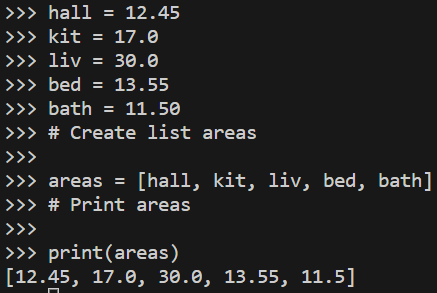 >>> hall = 12.45
>>> kit = 17.0
>>> liv = 30.0
>>> bed = 13.55
>>> bath = 11.50
>>> # Create list areas
>>>
>>> areas = [hall, kit, liv, bed, bath]
>>> # Print areas
>>>
>>> print(areas)
[12.45, 17.0, 30.0, 13.55, 11.5]